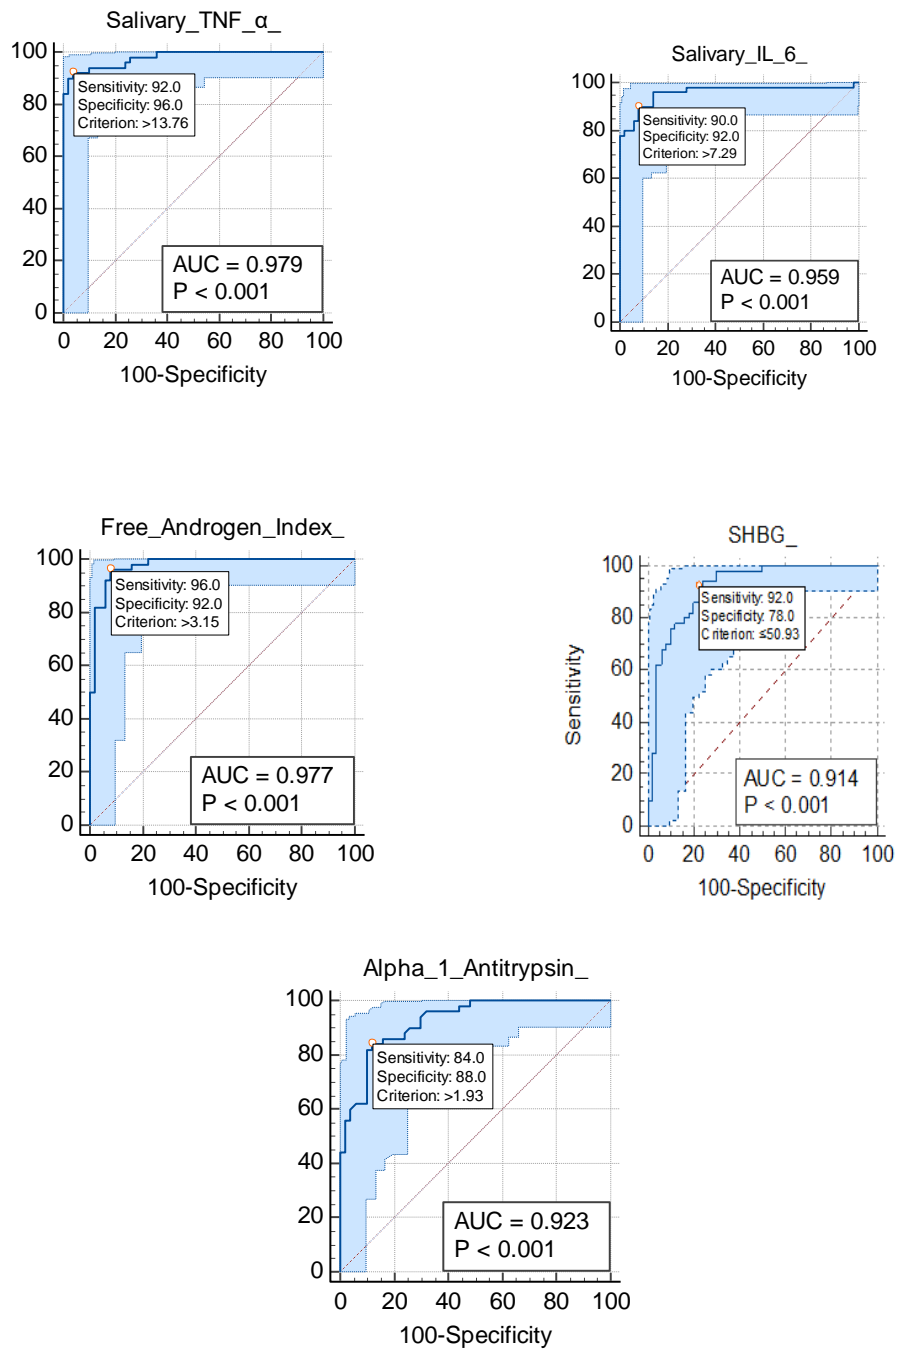 Salivary_TNF_α_
100
80
60
40
20
0
Sensitivity: 92.0
Specificity: 96.0
Criterion: >13.76
AUC = 0.979
P < 0.001
0 20 40 60 80 100
100-Specificity
Salivary_IL_6_
100
80
60
40
20
0
Sensitivity: 90.0
Specificity: 92.0
Criterion: >7.29
AUC = 0.959
P < 0.001
0 20 40 60 80 100
100-Specificity
Free_Androgen_Index_
100
80
60
40
20
0
Sensitivity: 96.0
Specificity: 92.0
Criterion: >3.15
AUC = 0.977
P < 0.001
0 20 40 60 80 100
100-Specificity
SHBG_
Sensitivity
100
80
60
40
20
0
Sensitivity: 92.0
Specificity: 78.0
Criterion: ≤50.93
AUC = 0.914
P < 0.001
0 20 40 60 80 100
100-Specificity
Alpha_1_Antitrypsin_
100
80
60
40
20
0
Sensitivity: 84.0
Specificity: 88.0
Criterion: >1.93
AUC = 0.923
P < 0.001
0 20 40 60 80 100
100-Specificity